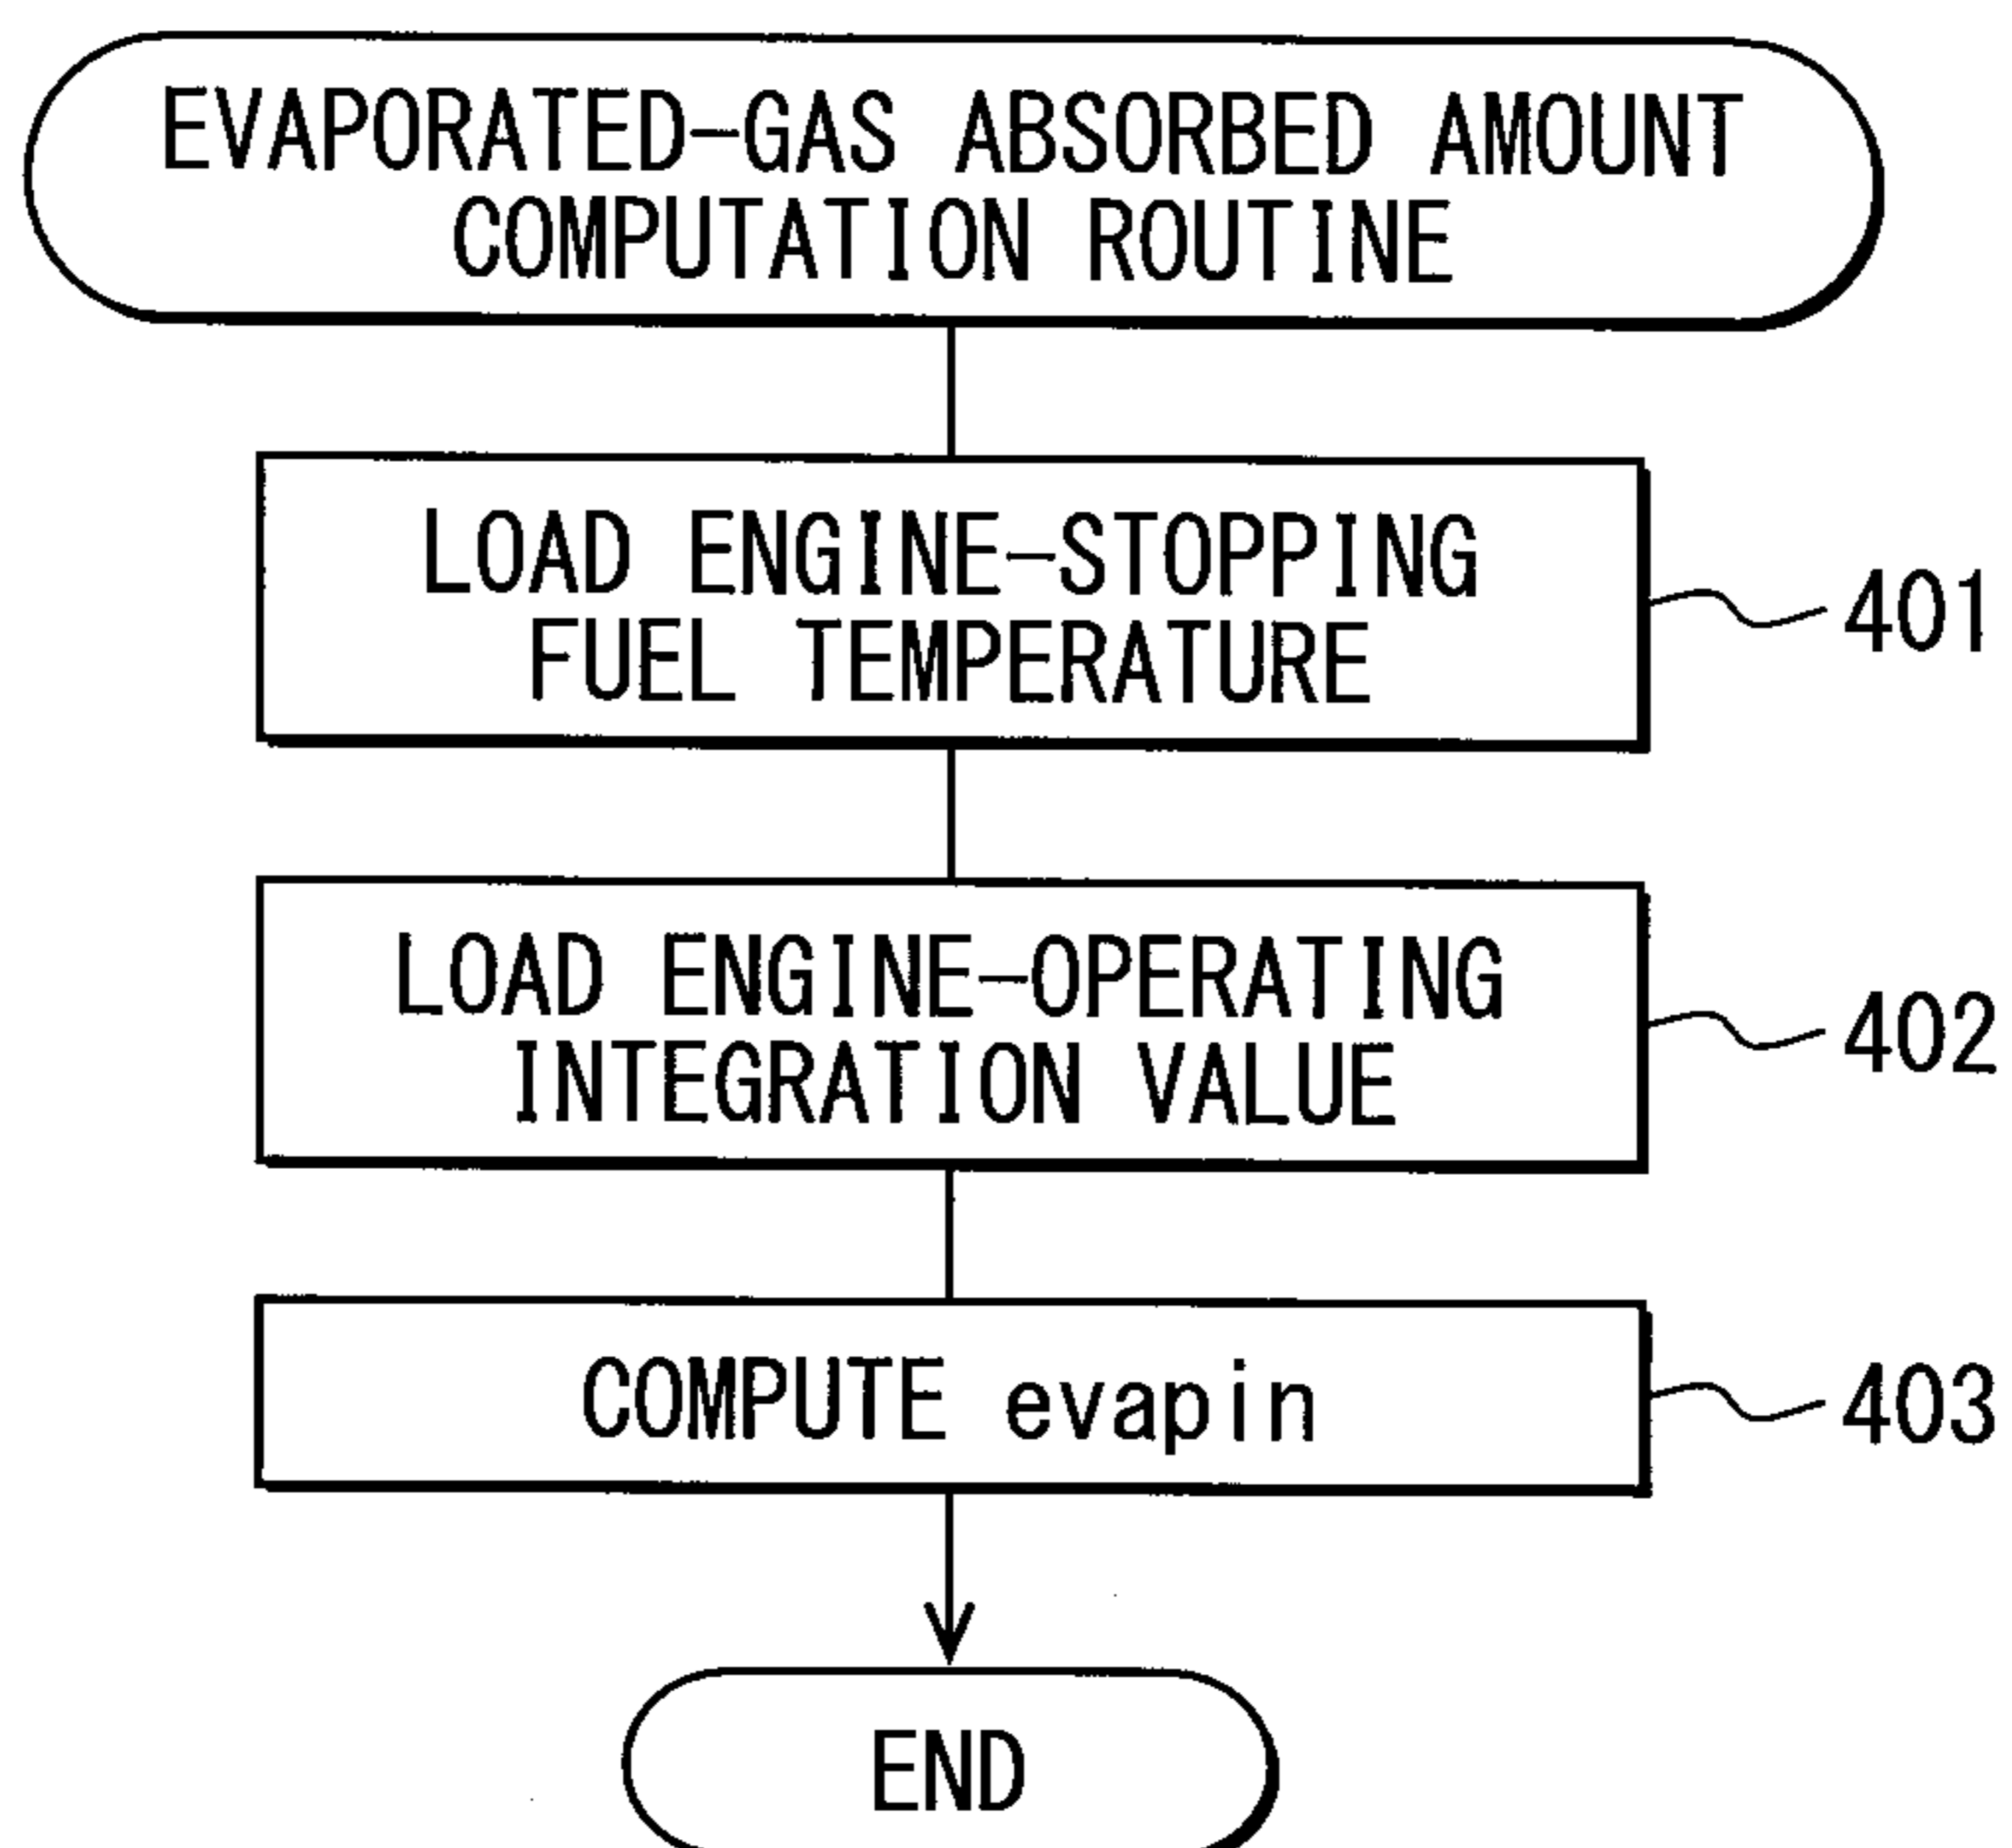 EVAPORATED-GAS ABSORBED AMOUNT
COMPUTATION ROUTINE
LOAD ENGINE-STOPPING
FUEL TEMPERATURE
401
LOAD ENGINE-OPERATING
INTEGRATION VALUE
402
COMPUTE evapin
403
END